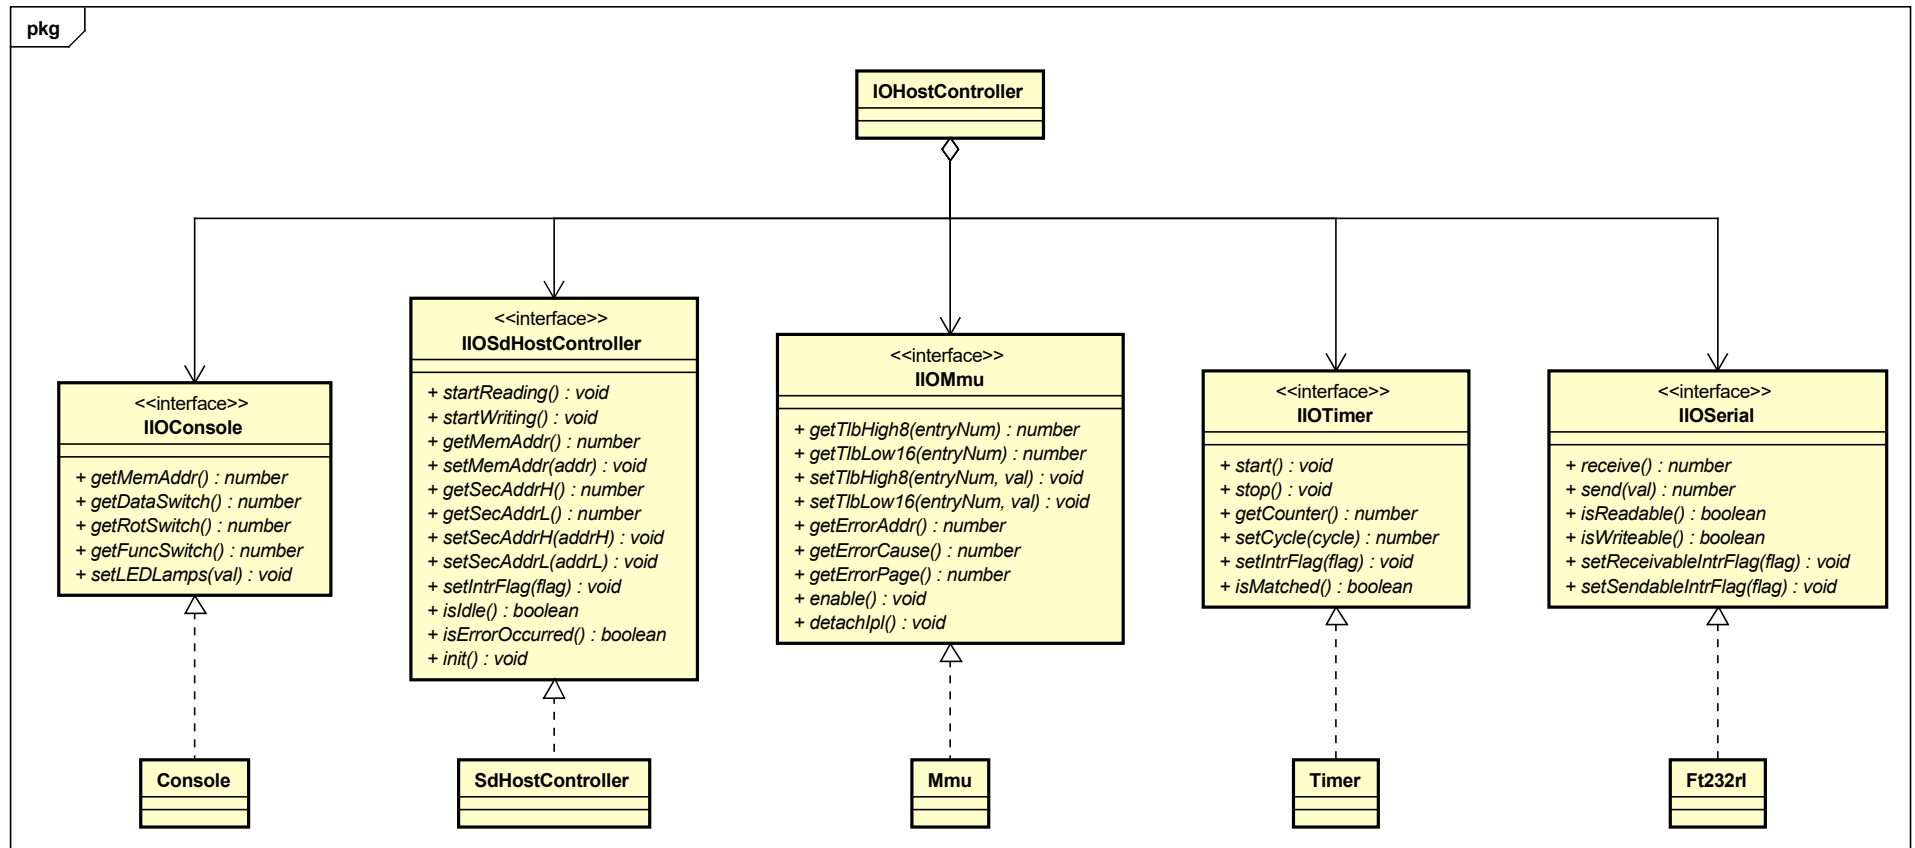 pkg
IOHostController
<<interface>>
IIOConsole
+ getMemAddr() : number
+ getDataSwitch() : number
+ getRotSwitch() : number
+ getFuncSwitch() : number
+ setLEDLamps(val) : void
<<interface>>
IIOSdHostController
+ startReading() : void
+ startWriting() : void
+ getMemAddr() : number
+ setMemAddr(addr) : void
+ getSecAddrH() : number
+ getSecAddrL() : number
+ setSecAddrH(addrH) : void
+ setSecAddrL(addrL) : void
+ setIntrFlag(flag) : void
+ isIdle() : boolean
+ isErrorOccurred() : boolean
+ init() : void
<<interface>>
IIOMmu
+ getTlbHigh8(entryNum) : number
+ getTlbLow16(entryNum) : number
+ setTlbHigh8(entryNum, val) : void
+ setTlbLow16(entryNum, val) : void
+ getErrorAddr() : number
+ getErrorCause() : number
+ getErrorPage() : number
+ enable() : void
+ detachIpl() : void
<<interface>>
IIOTimer
+ start() : void
+ stop() : void
+ getCounter() : number
+ setCycle(cycle) : number
+ setIntrFlag(flag) : void
+ isMatched() : boolean
<<interface>>
IIOSerial
+ receive() : number
+ send(val) : number
+ isReadable() : boolean
+ isWriteable() : boolean
+ setReceivableIntrFlag(flag) : void
+ setSendableIntrFlag(flag) : void
Console
SdHostController
Mmu
Timer
Ft232rl